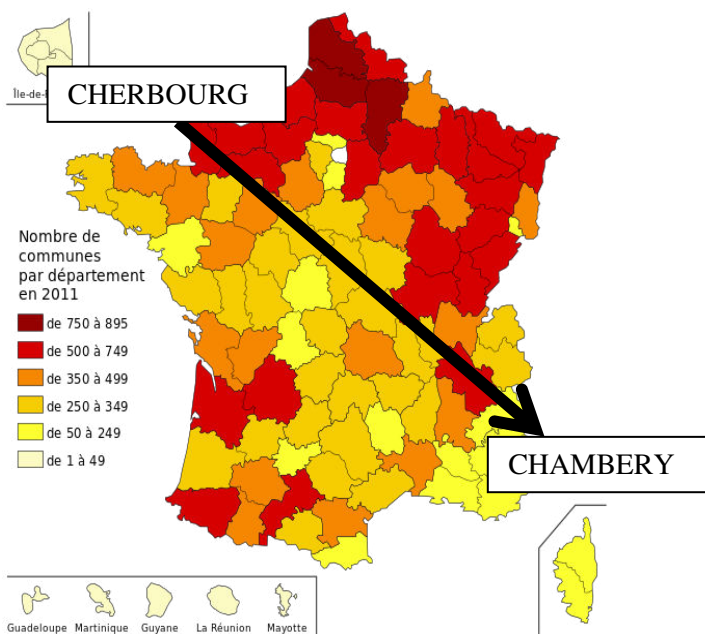 Île-de-
CHERBOURG
Nombre de
communes
par département
en 2011
de 750 à 895
de 500 à 749
de 350 à 499
de 250 à 349
de 50 à 249
de 1 à 49
CHAMBERY
Guadeloupe Martinique Guyane La Réunion Mayotte